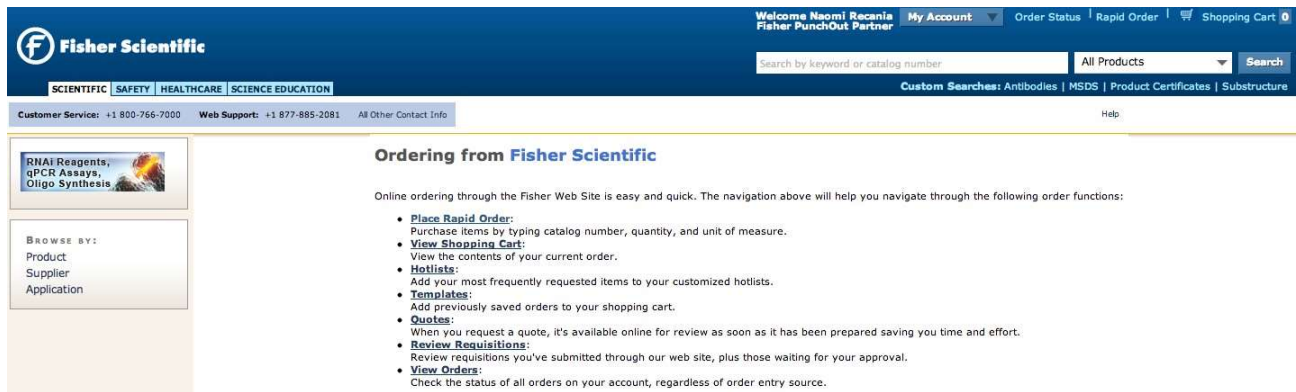 Welcome Naomi Recania
Fisher PunchOut Partner
My Account
Order Status
Rapid Order
Shopping Cart 0
Fisher Scientific
Search by keyword or catalog number
All Products
Search
SCIENTIFIC SAFETY HEALTHCARE SCIENCE EDUCATION
Custom Searches: Antibodies | MSDS | Product Certificates | Substructure
Customer Service: +1 800-766-7000 Web Support: +1 877-885-2081 All Other Contact Info
Help
RNAi Reagents,
qPCR Assays,
Oligo Synthesis
BROWSE BY:
Product
Supplier
Application
Ordering from Fisher Scientific
Online ordering through the Fisher Web Site is easy and quick. The navigation above will help you navigate through the following order functions:
• Place Rapid Order:
Purchase items by typing catalog number, quantity, and unit of measure.
• View Shopping Cart:
View the contents of your current order.
• Hotlists:
Add your most frequently requested items to your customized hotlists.
• Templates:
Add previously saved orders to your shopping cart.
• Quotes:
When you request a quote, it's available online for review as soon as it has been prepared saving you time and effort.
• Review Requisitions:
Review requisitions you've submitted through our web site, plus those waiting for your approval.
• View Orders:
Check the status of all orders on your account, regardless of order entry source.